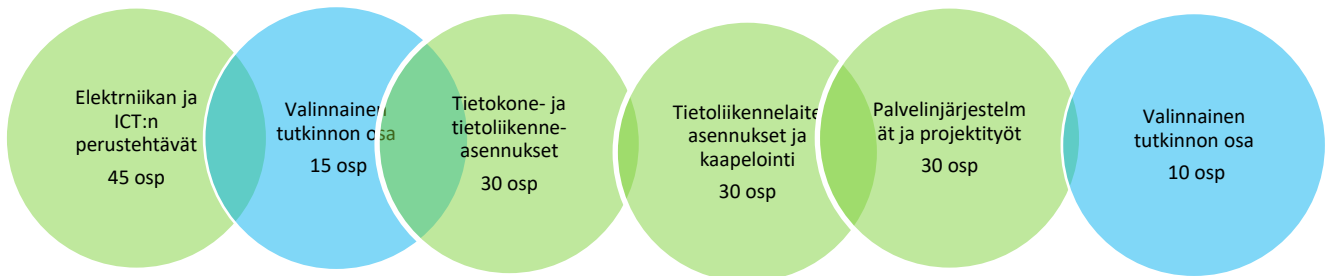 Elektrniikan ja
ICT:n
perustehtävät
45 osp
Valinnainen
tutkinnon osa
15 osp
Tietokone- ja
tietoliikenne-
asennukset
30 osp
Tietoliikennelaite
asennukset ja
kaapelointi
30 osp
Palvelinjärjestelm
ät ja projektityöt
30 osp
Valinnainen
tutkinnon osa
10 osp